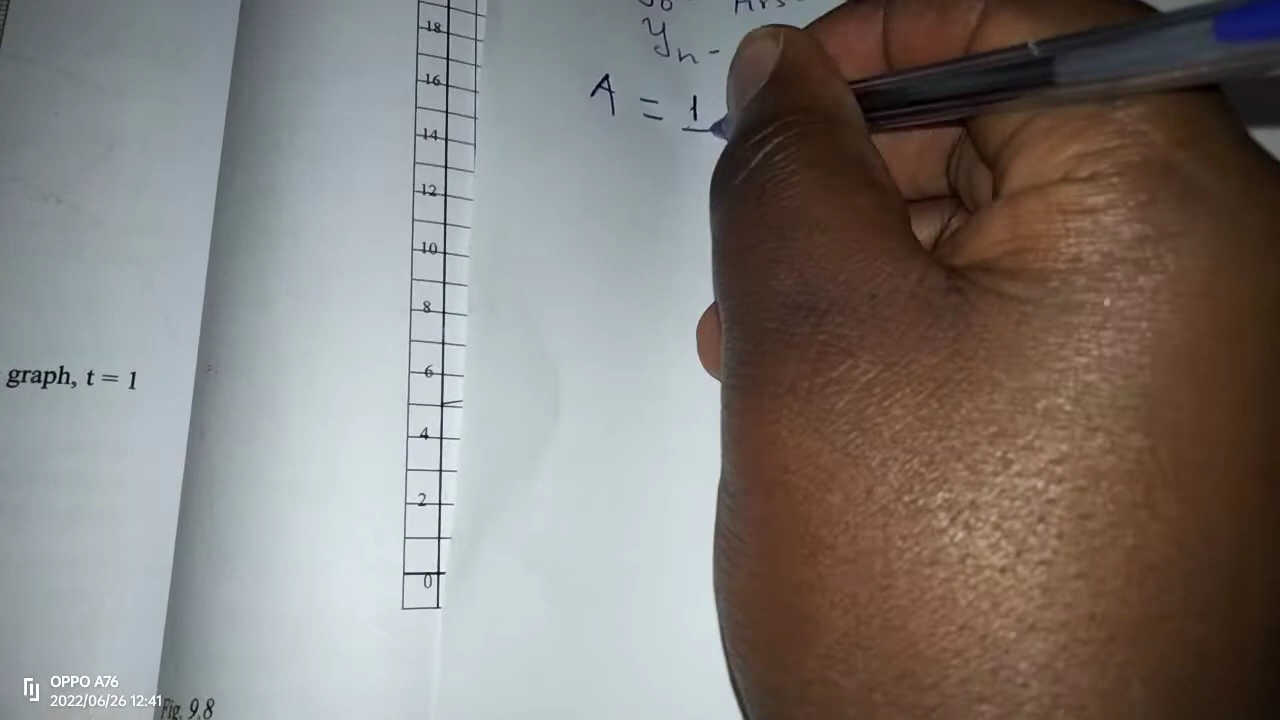 yn -
A = 1
18
16
14
12
10
8
6
4
2
0
graph, t = 1
Fig. 9.8
OPPO A76
2022/06/26 12:41